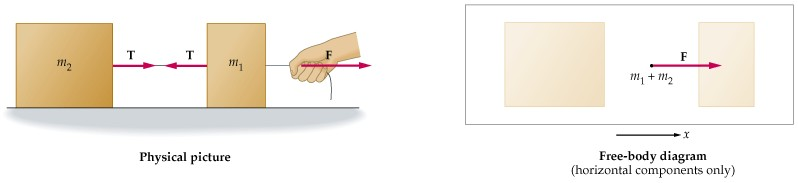 m₂
T
T
m₁
F
Physical picture
F
m₁ + m₂
x
Free-body diagram
(horizontal components only)